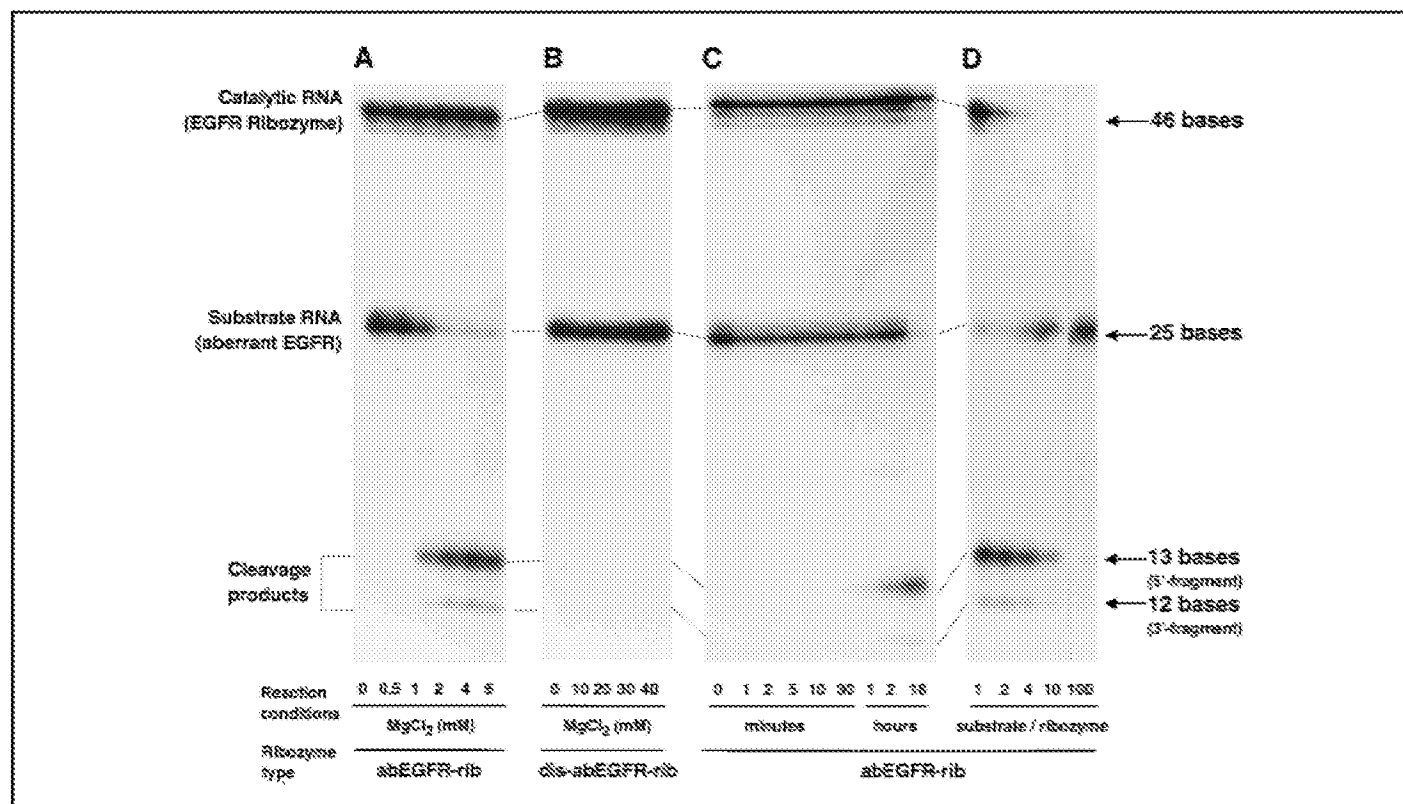 A B C D
Catalytic RNA
(EGFR Ribozyme)
46 bases
Substrate RNA
(aberrant EGFR)
25 bases
Cleavage
products
13 bases
(5'-fragment)
12 bases
(3'-fragment)
Reaction
conditions
0 0.5 1 2 4 5
0 10 20 30 40
0 1 2 5 10 30 1 2 16
1 2 4 10 100
MgCl2 (mM)
MgCl2 (mM)
minutes
hours
substrate / ribozyme
Ribozyme
type
abEGFR-rib
dis-abEGFR-rib
abEGFR-rib